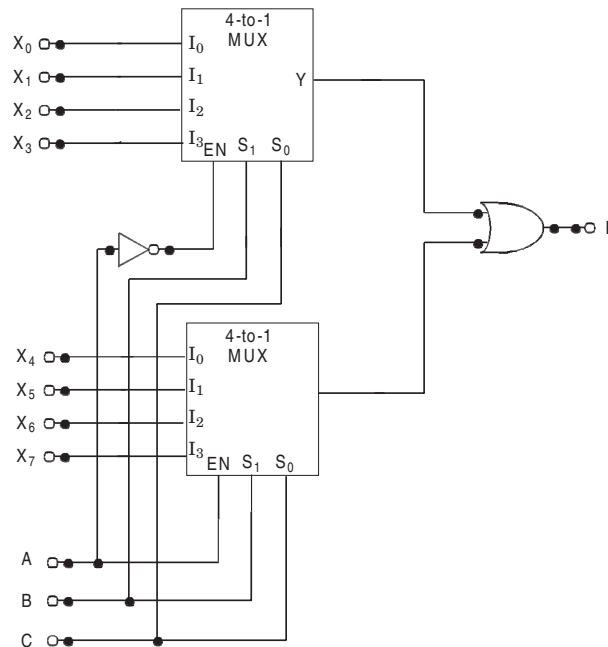 4-to-1
MUX
X0
X1
X2
X3
I0
I1
I2
I3
Y
EN S1 S0
4-to-1
MUX
X4
X5
X6
X7
I0
I1
I2
I3
EN S1 S0
A
B
C